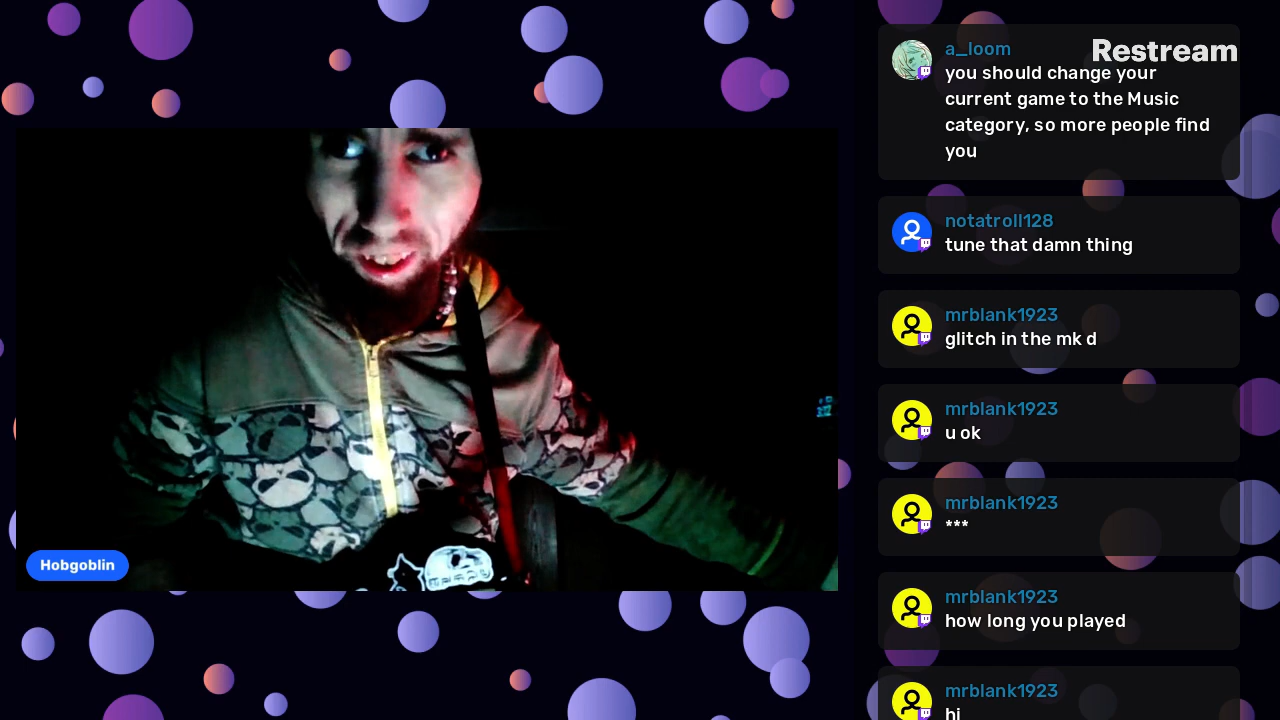 Restream
a_loom
you should change your
current game to the Music
category, so more people find
you
notatroll128
tune that damn thing
mrblank1923
glitch in the mk d
mrblank1923
u ok
mrblank1923
***
mrblank1923
how long you played
mrblank1923
hi
Hobgoblin